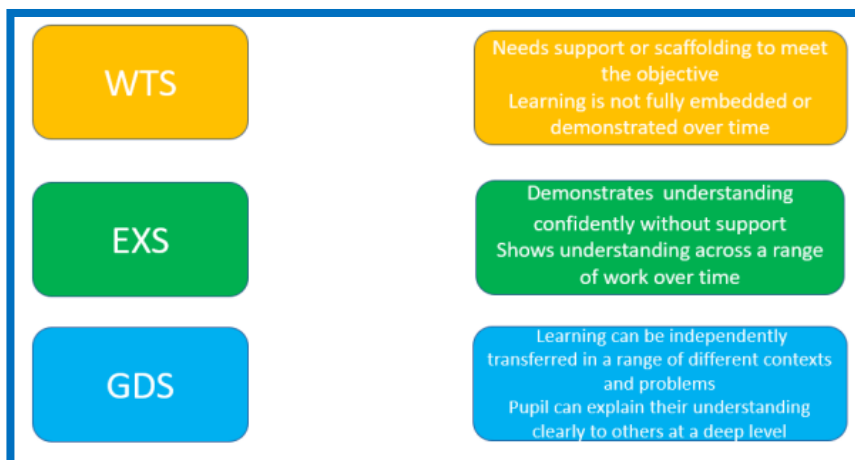 WTS
Needs support or scaffolding to meet
the objective
Learning is not fully embedded or
demonstrated over time
EXS
Demonstrates understanding
confidently without support
Shows understanding across a range
of work over time
GDS
Learning can be independently
transferred in a range of different contexts
and problems
Pupil can explain their understanding
clearly to others at a deep level